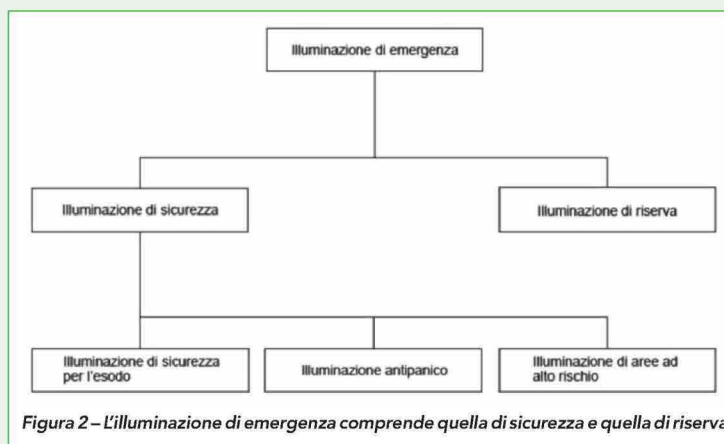 Illuminazione di emergenza
Illuminazione di sicurezza
Illuminazione di riserva
Illuminazione di sicurezza
per l'esodo
Illuminazione antipanico
Illuminazione di aree ad
alto rischio
Figura 2 – L'illuminazione di emergenza comprende quella di sicurezza e quella di riserva